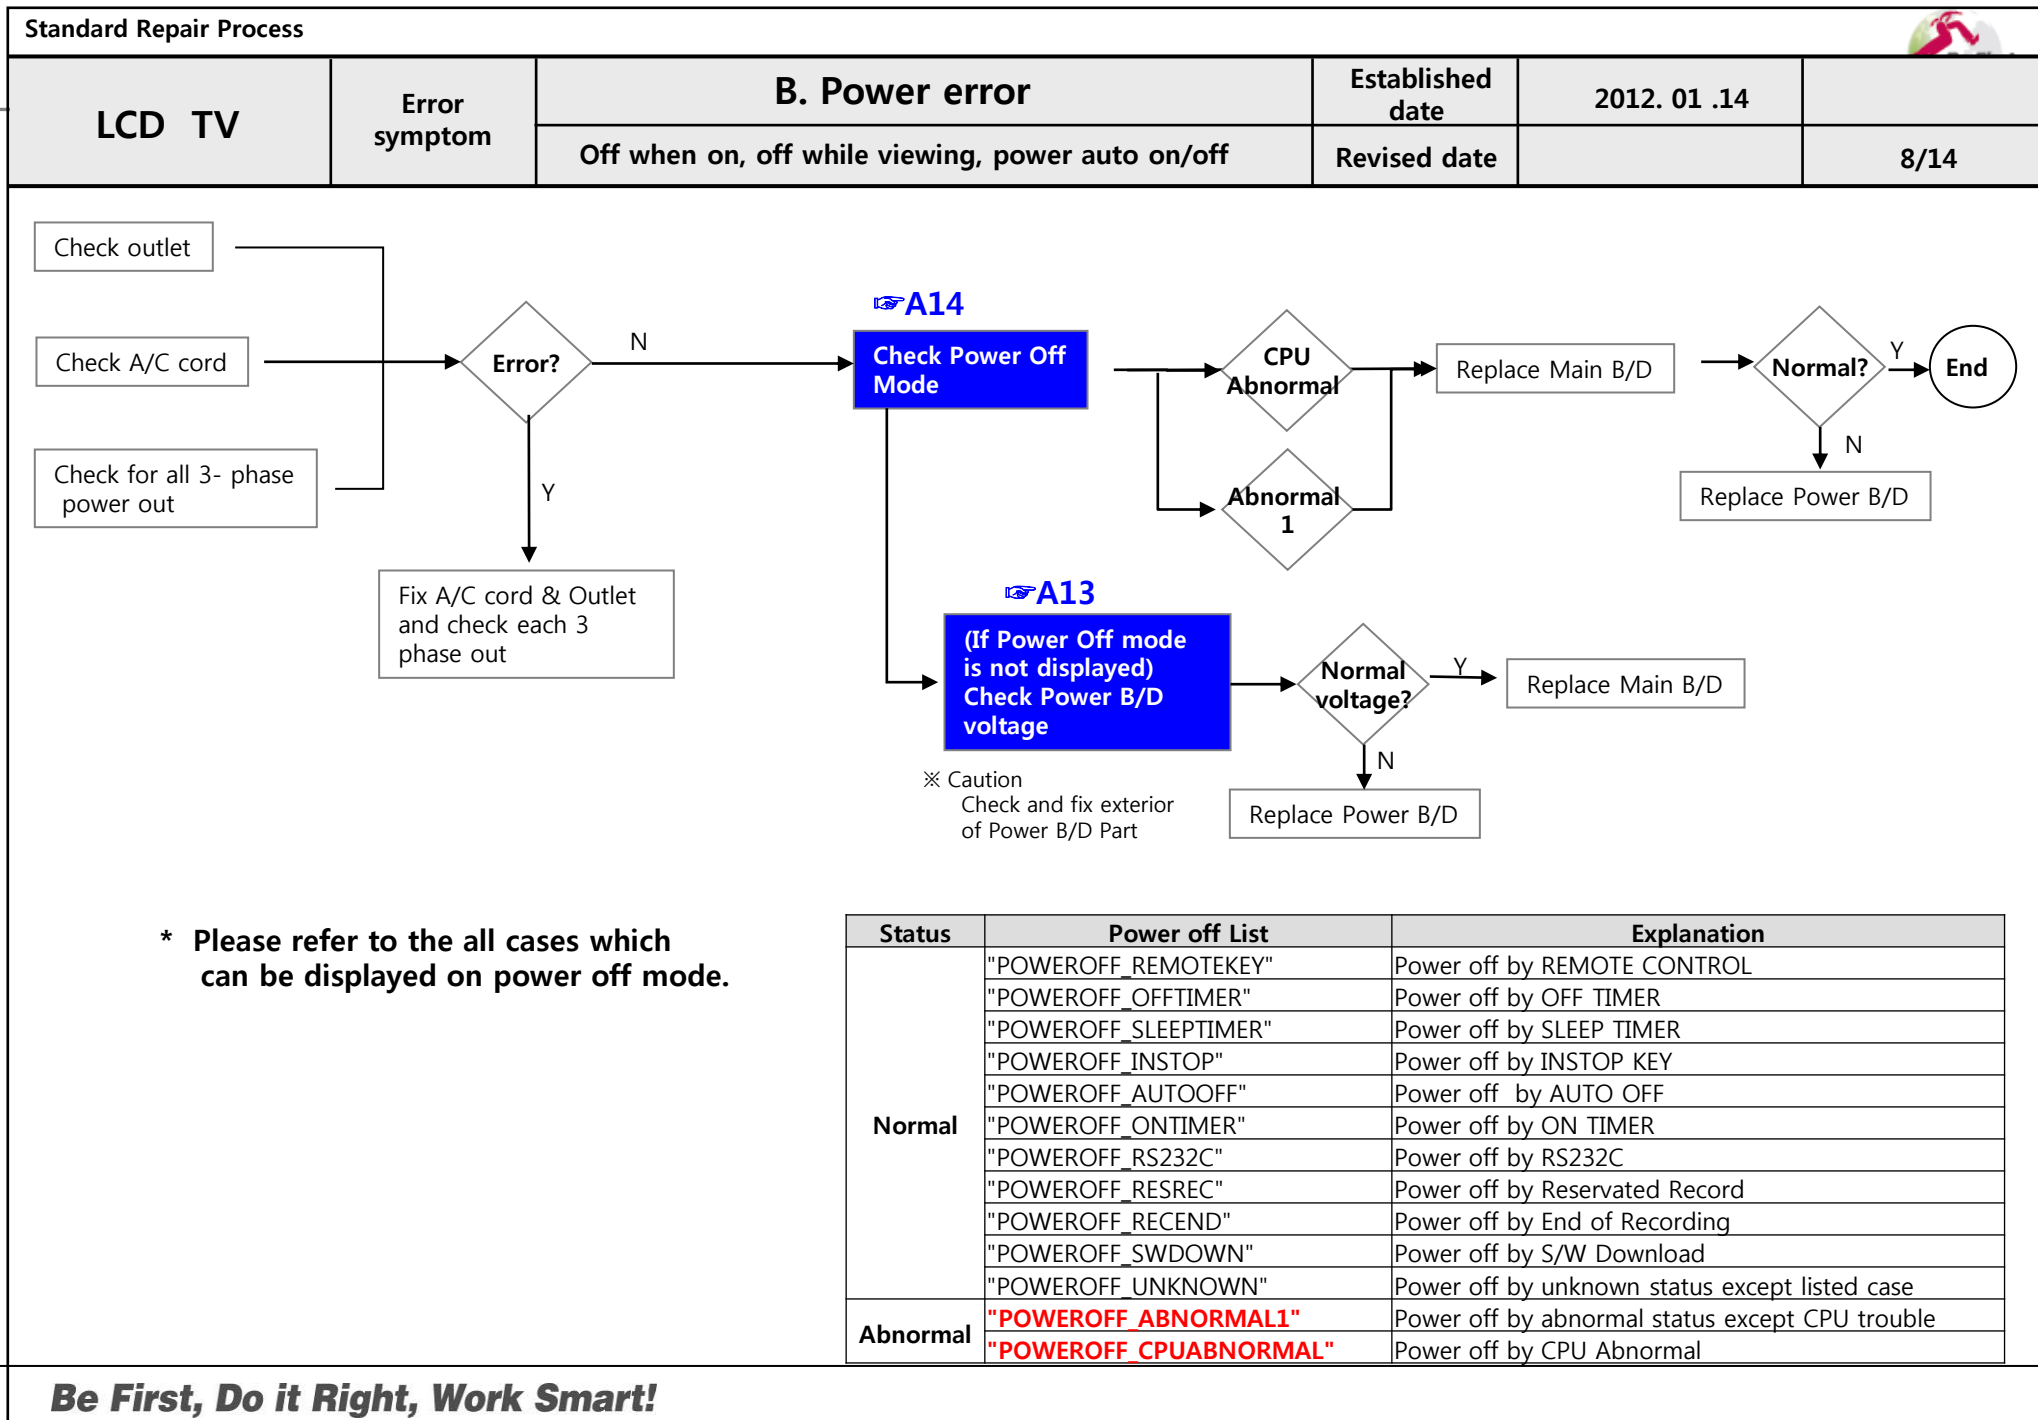 Standard Repair Process
LCD TV
Error
symptom
B. Power error
Established
date
2012. 01 .14
Off when on, off while viewing, power auto on/off
Revised date
8/14
Check outlet
☞A14
Check A/C cord
Error?
N
Check Power Off
Mode
CPU
Abnormal
Replace Main B/D
Normal?
Y
End
Check for all 3- phase
power out
Y
Abnormal
1
N
Replace Power B/D
Fix A/C cord & Outlet
and check each 3
phase out
☞A13
(If Power Off mode
is not displayed)
Check Power B/D
voltage
Normal
voltage?
Y
Replace Main B/D
N
Replace Power B/D
※ Caution
Check and fix exterior
of Power B/D Part
* Please refer to the all cases which
can be displayed on power off mode.
Status Power off List Explanation
Normal
"POWEROFF_REMOTEKEY" Power off by REMOTE CONTROL
"POWEROFF_OFFTIMER" Power off by OFF TIMER
"POWEROFF_SLEEPTIMER" Power off by SLEEP TIMER
"POWEROFF_INSTOP" Power off by INSTOP KEY
"POWEROFF_AUTOOFF" Power off by AUTO OFF
"POWEROFF_ONTIMER" Power off by ON TIMER
"POWEROFF_RS232C" Power off by RS232C
"POWEROFF_RESREC" Power off by Reservated Record
"POWEROFF_RECEND" Power off by End of Recording
"POWEROFF_SWDOWN" Power off by S/W Download
"POWEROFF_UNKNOWN" Power off by unknown status except listed case
Abnormal
"POWEROFF_ABNORMAL1" Power off by abnormal status except CPU trouble
"POWEROFF_CPUABNORMAL" Power off by CPU Abnormal
Be First, Do it Right, Work Smart!